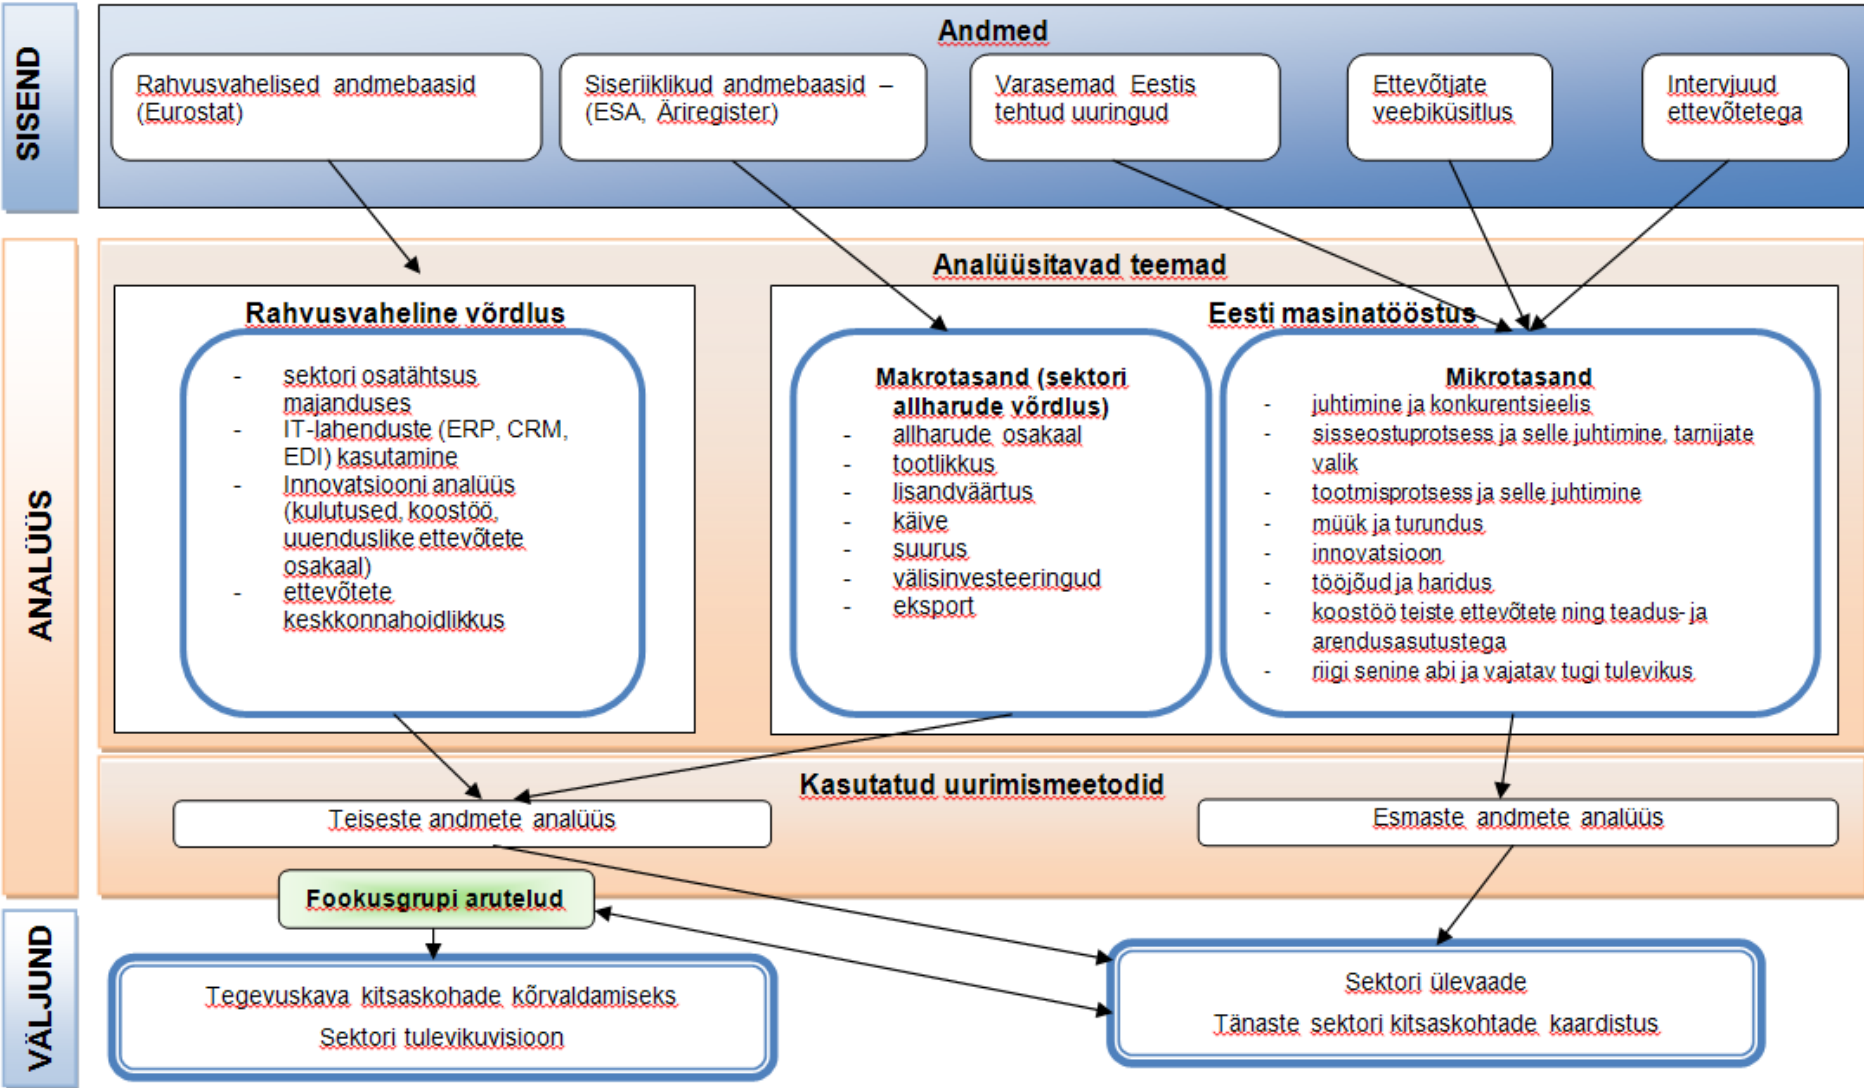 SISEND
Andmed
Rahvusvahelised andmebaasid
(Eurostat)
Siseriiklikud andmebaasid –
(ESA, Äriregister)
Varasemad Eestis
tehtud uuringud
Ettevõtjate
veebiküsitlus
Intervjuud
ettevõtetega
ANALÜÜS
Analüüsitavad teemad
Rahvusvaheline võrdlus
- sektori osatähtsus
majanduses
- IT-lahenduste (ERP, CRM,
EDI) kasutamine
- Innovatsiooni analüüs
(kulutused, koostöö,
uuenduslike ettevõtete
osakaal)
- ettevõtete
keskkonnahoidlikkus
Eesti masinatööstus
Makrotasand (sektori
allharude võrdlus)
- allharude osakaal
- tootlikkus
- lisandväärtus
- käive
- suurus
- välisinvesteeringud
- eksport
Mikrotasand
- juhtimine ja konkurentsieelis
- sisseostuprotsess ja selle juhtimine, tarnijate
valik
- tootmisprotsess ja selle juhtimine
- müük ja turundus
- innovatsioon
- tööjõud ja haridus
- koostöö teiste ettevõtete ning teadus- ja
arendusasutustega
- riigi senine abi ja vajatav tugi tulevikus
Kasutatud uurimismeetodid
Teiseste andmete analüüs
Esmaste andmete analüüs
Fookusgrupi arutelud
VÄLJUND
Tegevuskava kitsaskohade kõrvaldamiseks
Sektori tulevikuvisioon
Sektori ülevaade
Tänaste sektori kitsaskohtade kaardistus